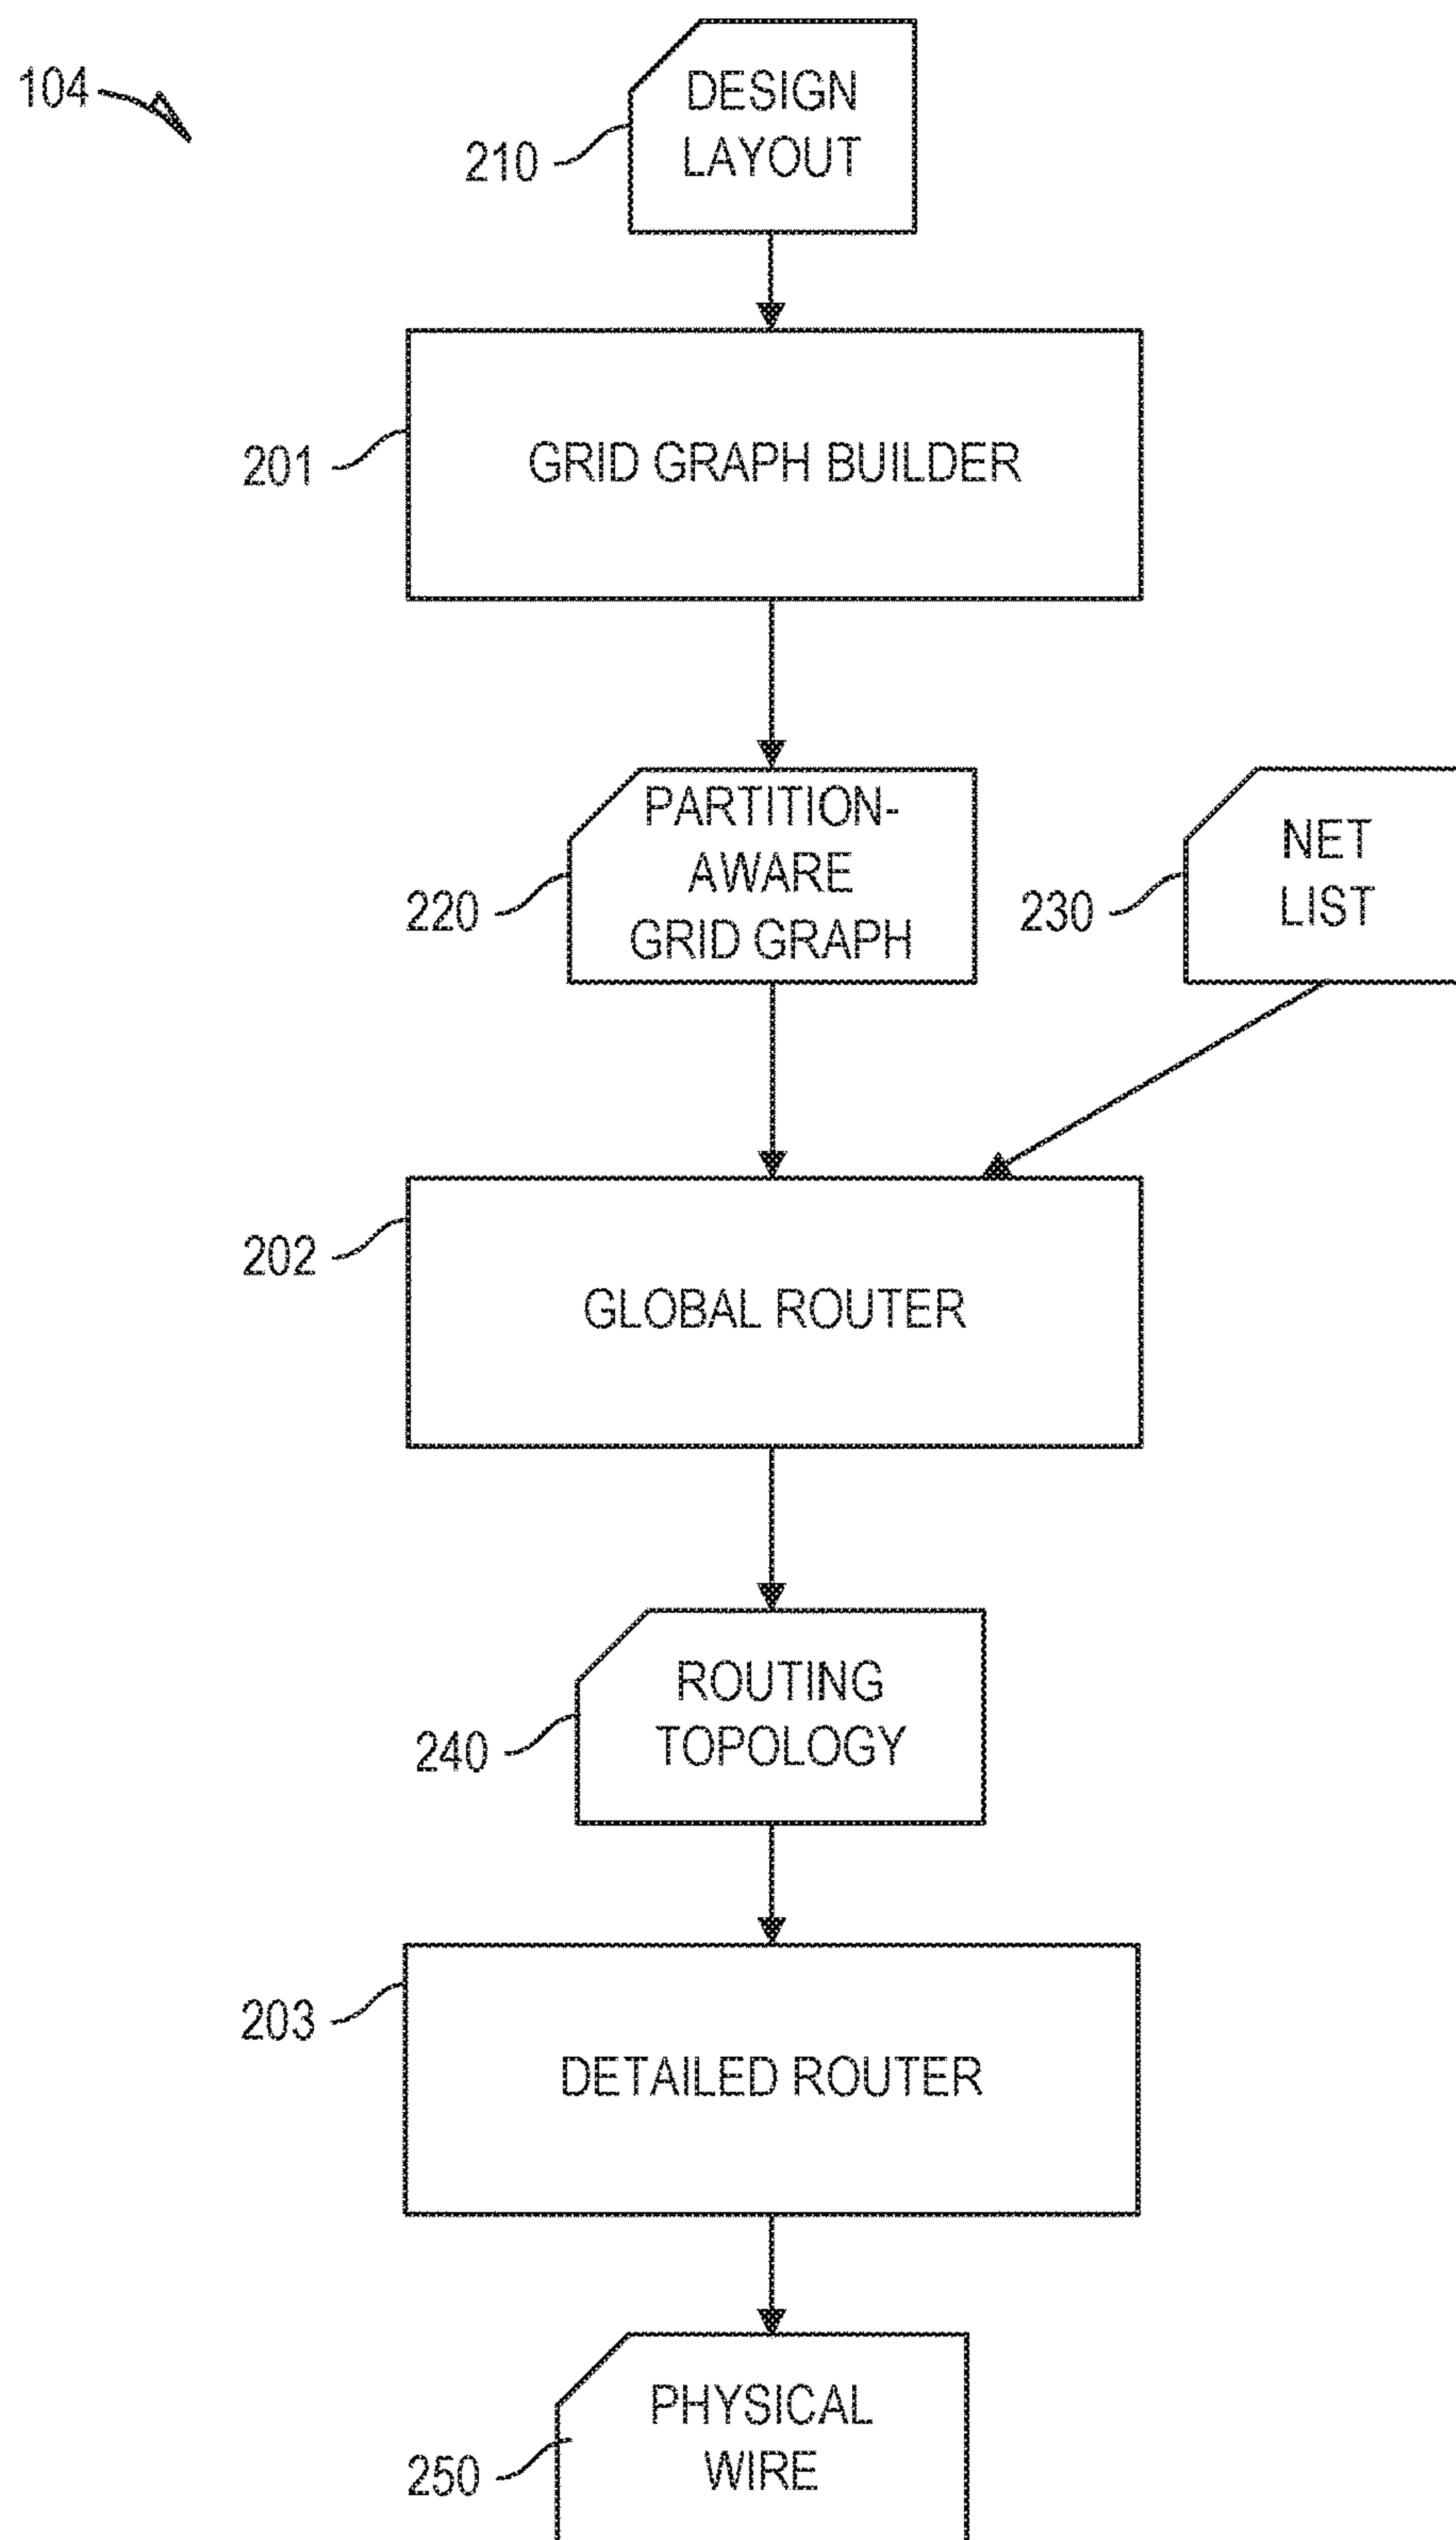 104
DESIGN
LAYOUT
210
GRID GRAPH BUILDER
201
PARTITION-
AWARE
GRID GRAPH
220
NET
LIST
230
202
GLOBAL ROUTER
ROUTING
TOPOLOGY
240
203
DETAILED ROUTER
PHYSICAL
WIRE
250